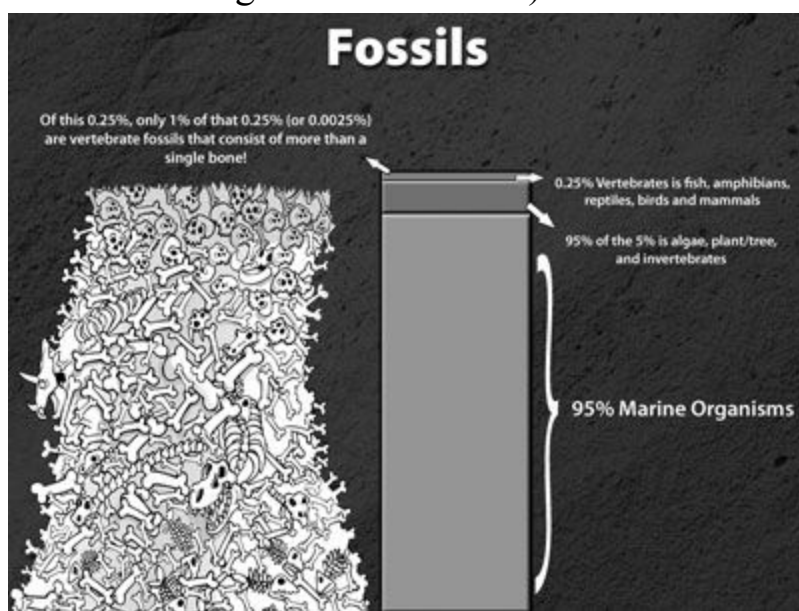 Fossils
Of this 0.25%, only 1% of that 0.25% (or 0.0025%)
are vertebrate fossils that consist of more than a
single bone!
0.25% Vertebrates is fish, amphibians,
reptiles, birds and mammals
95% of the 5% is algae, plant/tree,
and invertebrates
95% Marine Organisms